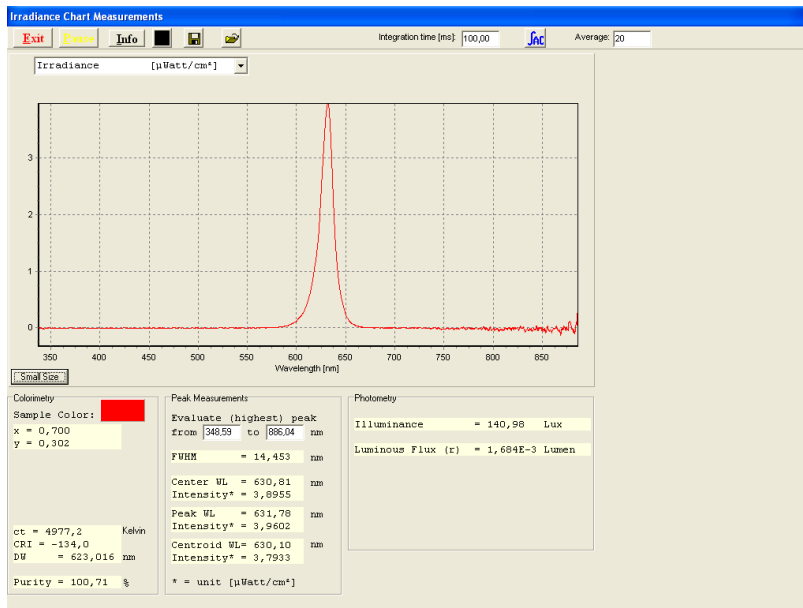 Irradiance Chart Measurements
Exit Pause Info Integration time [ms]: 100,00 SAC Average: 20
Irradiance [µWatt/cm²]
3
2
1
0
350 400 450 500 550 600 650 700 750 800 850
Wavelength [nm]
Small Size
Colorimetry
Sample Color:
x = 0,700
y = 0,302
ct = 4977,2 Kelvin
CRI = -134,0
DW = 623,016 nm
Purity = 100,71 %
Peak Measurements
Evaluate (highest) peak
from 348,59 to 886,04 nm
FWHM = 14,453 nm
Center WL = 630,81 nm
Intensity* = 3,8955
Peak WL = 631,78 nm
Intensity* = 3,9602
Centroid WL= 630,10 nm
Intensity* = 3,7933
* = unit [µWatt/cm²]
Photometry
Illuminance = 140,98 Lux
Luminous Flux (r) = 1,684E-3 Lumen